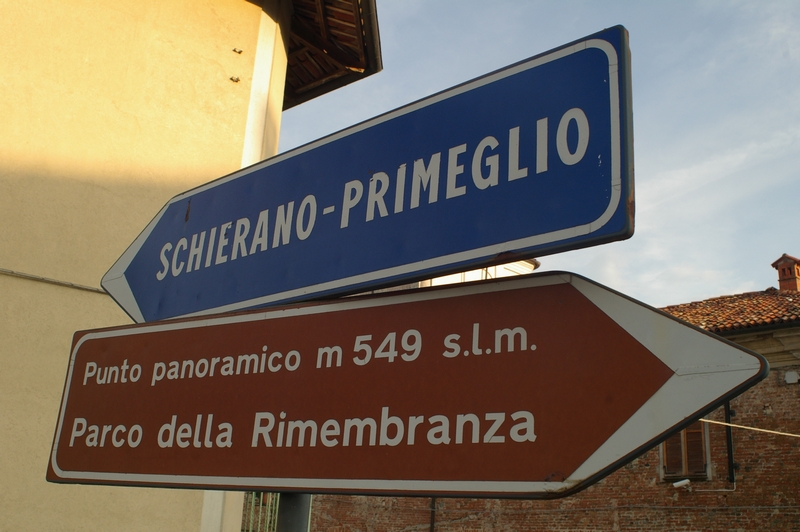 SCHIERANO-PRIMEGLIO
Punto panoramico m 549 s.l.m.
Parco della Rimembranza